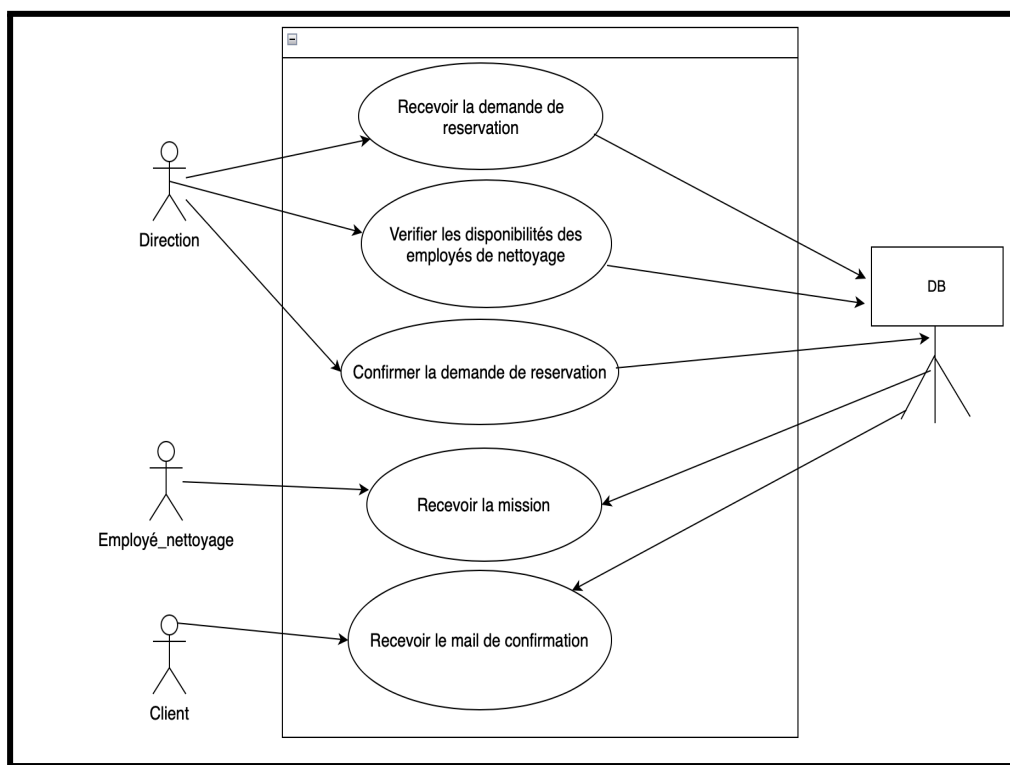 Recevoir la demande de
reservation
Direction
Verifier les disponibilités des
employés de nettoyage
DB
Confirmer la demande de reservation
Recevoir la mission
Employé_nettoyage
Recevoir le mail de confirmation
Client